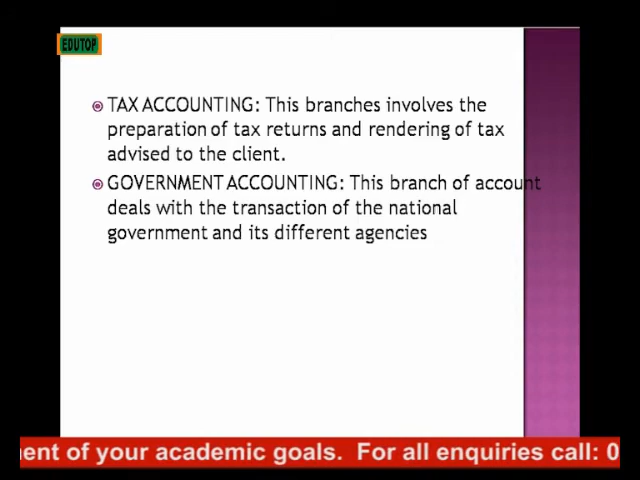 EDUTOP
TAX ACCOUNTING: This branches involves the
preparation of tax returns and rendering of tax
advised to the client.
GOVERNMENT ACCOUNTING: This branch of account
deals with the transaction of the national
government and its different agencies
ent of your academic goals. For all enquiries call: 0